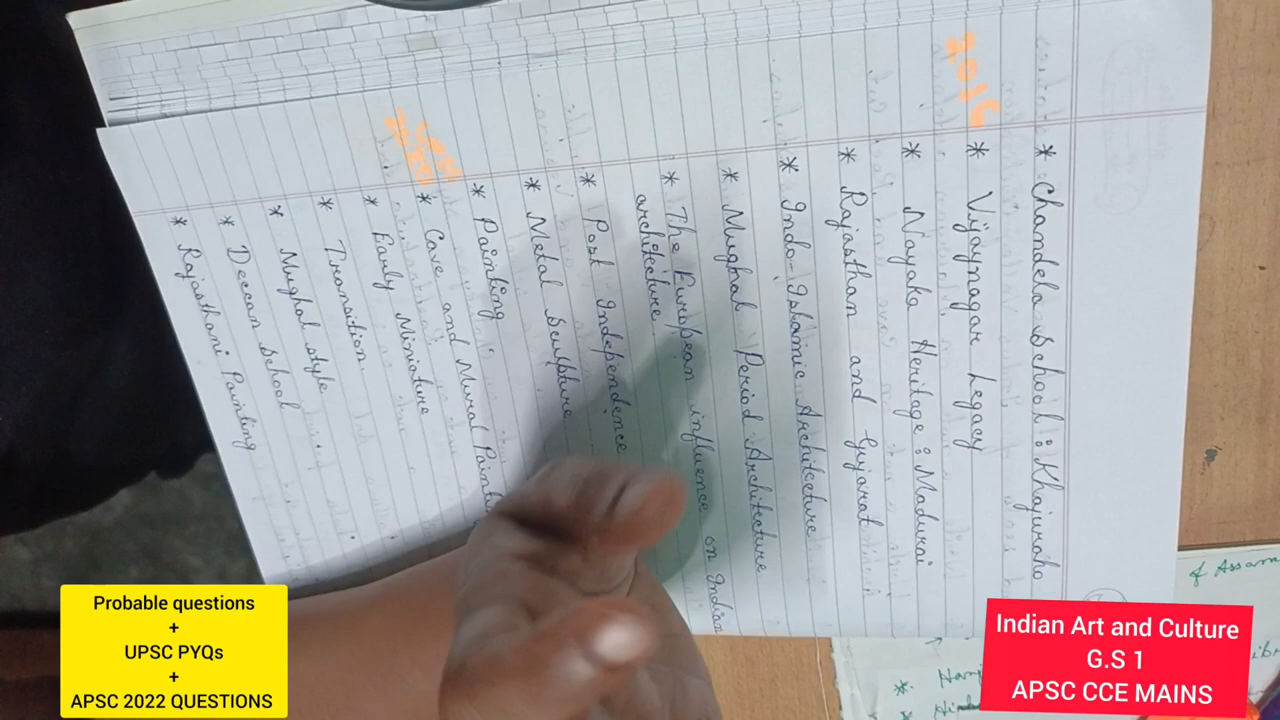 * Chandela School : Khajuraho
2016
* Vijaynagar Legacy
* Nayaka Heritage : Madurai
* Rajasthan and Gujarat
* Indo-Islamic Architecture
* Mughal Period Architecture
* The European influence on Indian
architecture
* Post Independence
* Metal Sculpture
* Painting
* Cave and Mural
* Early Miniature
* Transition.
* Mughal style
* Deccan School
* Rajasthani Painting
of Assam
Probable questions
+
UPSC PYQs
+
APSC 2022 QUESTIONS
Indian Art and Culture
G.S 1
APSC CCE MAINS